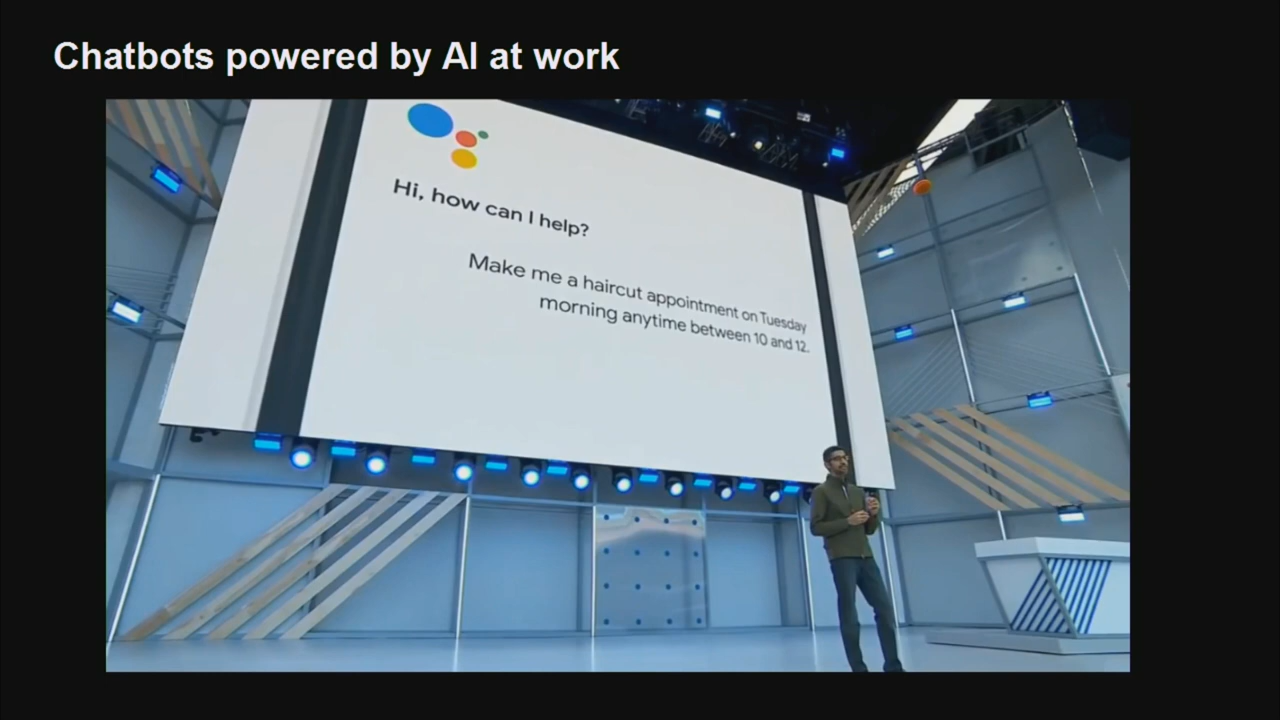 Chatbots powered by AI at work
Hi, how can I help?
Make me a haircut appointment on Tuesday
morning anytime between 10 and 12.